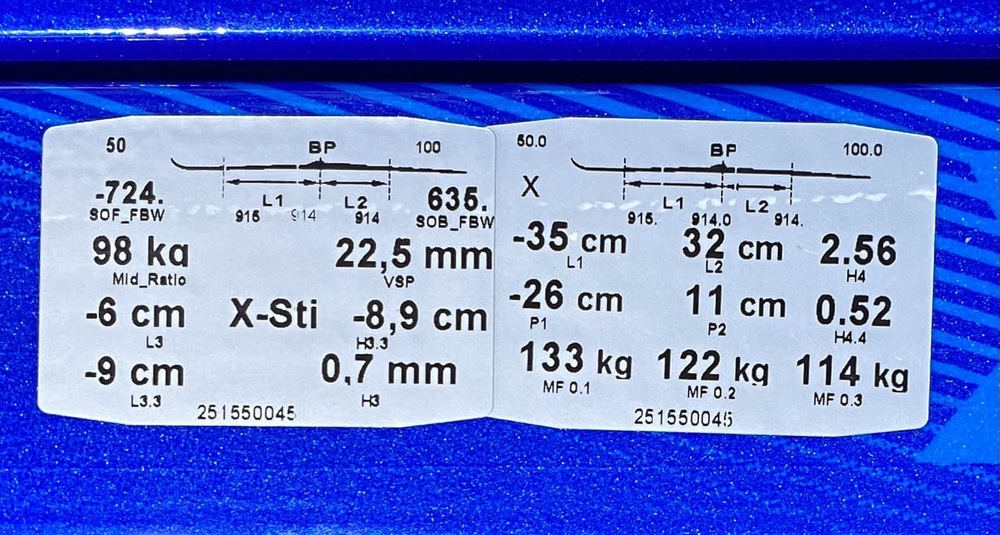 50 BP 100
-724. L1 L2 635.
SOF_FBW 915 914 914 SOB_FBW
98 kg 22,5 mm
Mid_Ratio VSP
-6 cm X-Sti -8,9 cm
L3 H3.3
-9 cm 0,7 mm
L3.3 H3
251550045
50.0 BP 100.0
X L1 L2
915. 914.0 914.
-35 cm 32 cm 2.56
L1 L2 H4
-26 cm 11 cm 0.52
P1 P2 H4.4
133 kg 122 kg 114 kg
MF 0.1 MF 0.2 MF 0.3
251550045